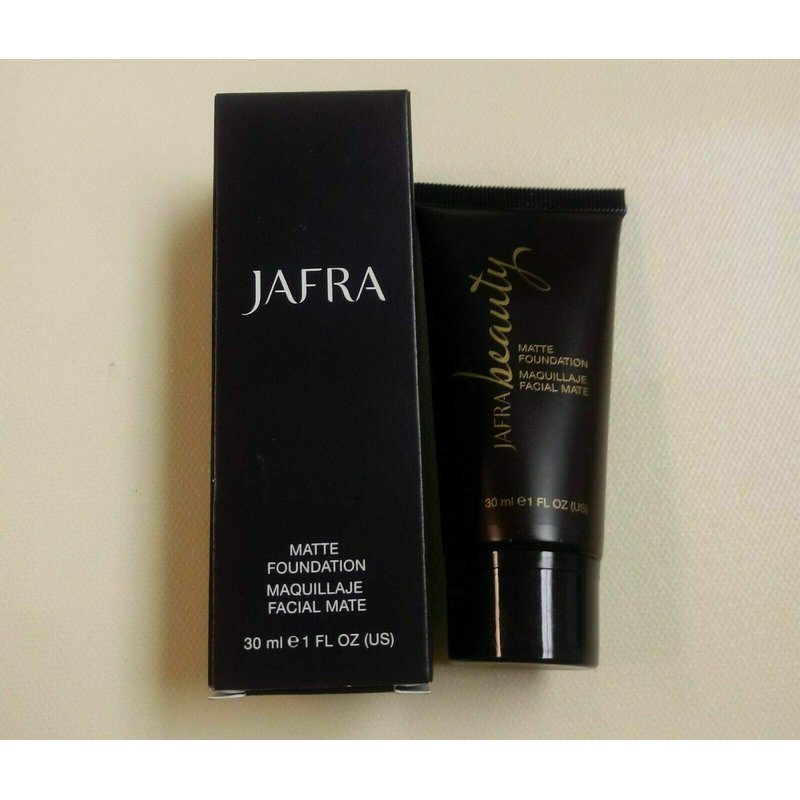 JAFRA
MATTE
FOUNDATION
MAQUILLAJE
FACIAL MATE
30 ml e 1 FL OZ (US)
JAFRA beauty
MATTE
FOUNDATION
MAQUILLAJE
FACIAL MATE
30 ml e 1 FL OZ (US)